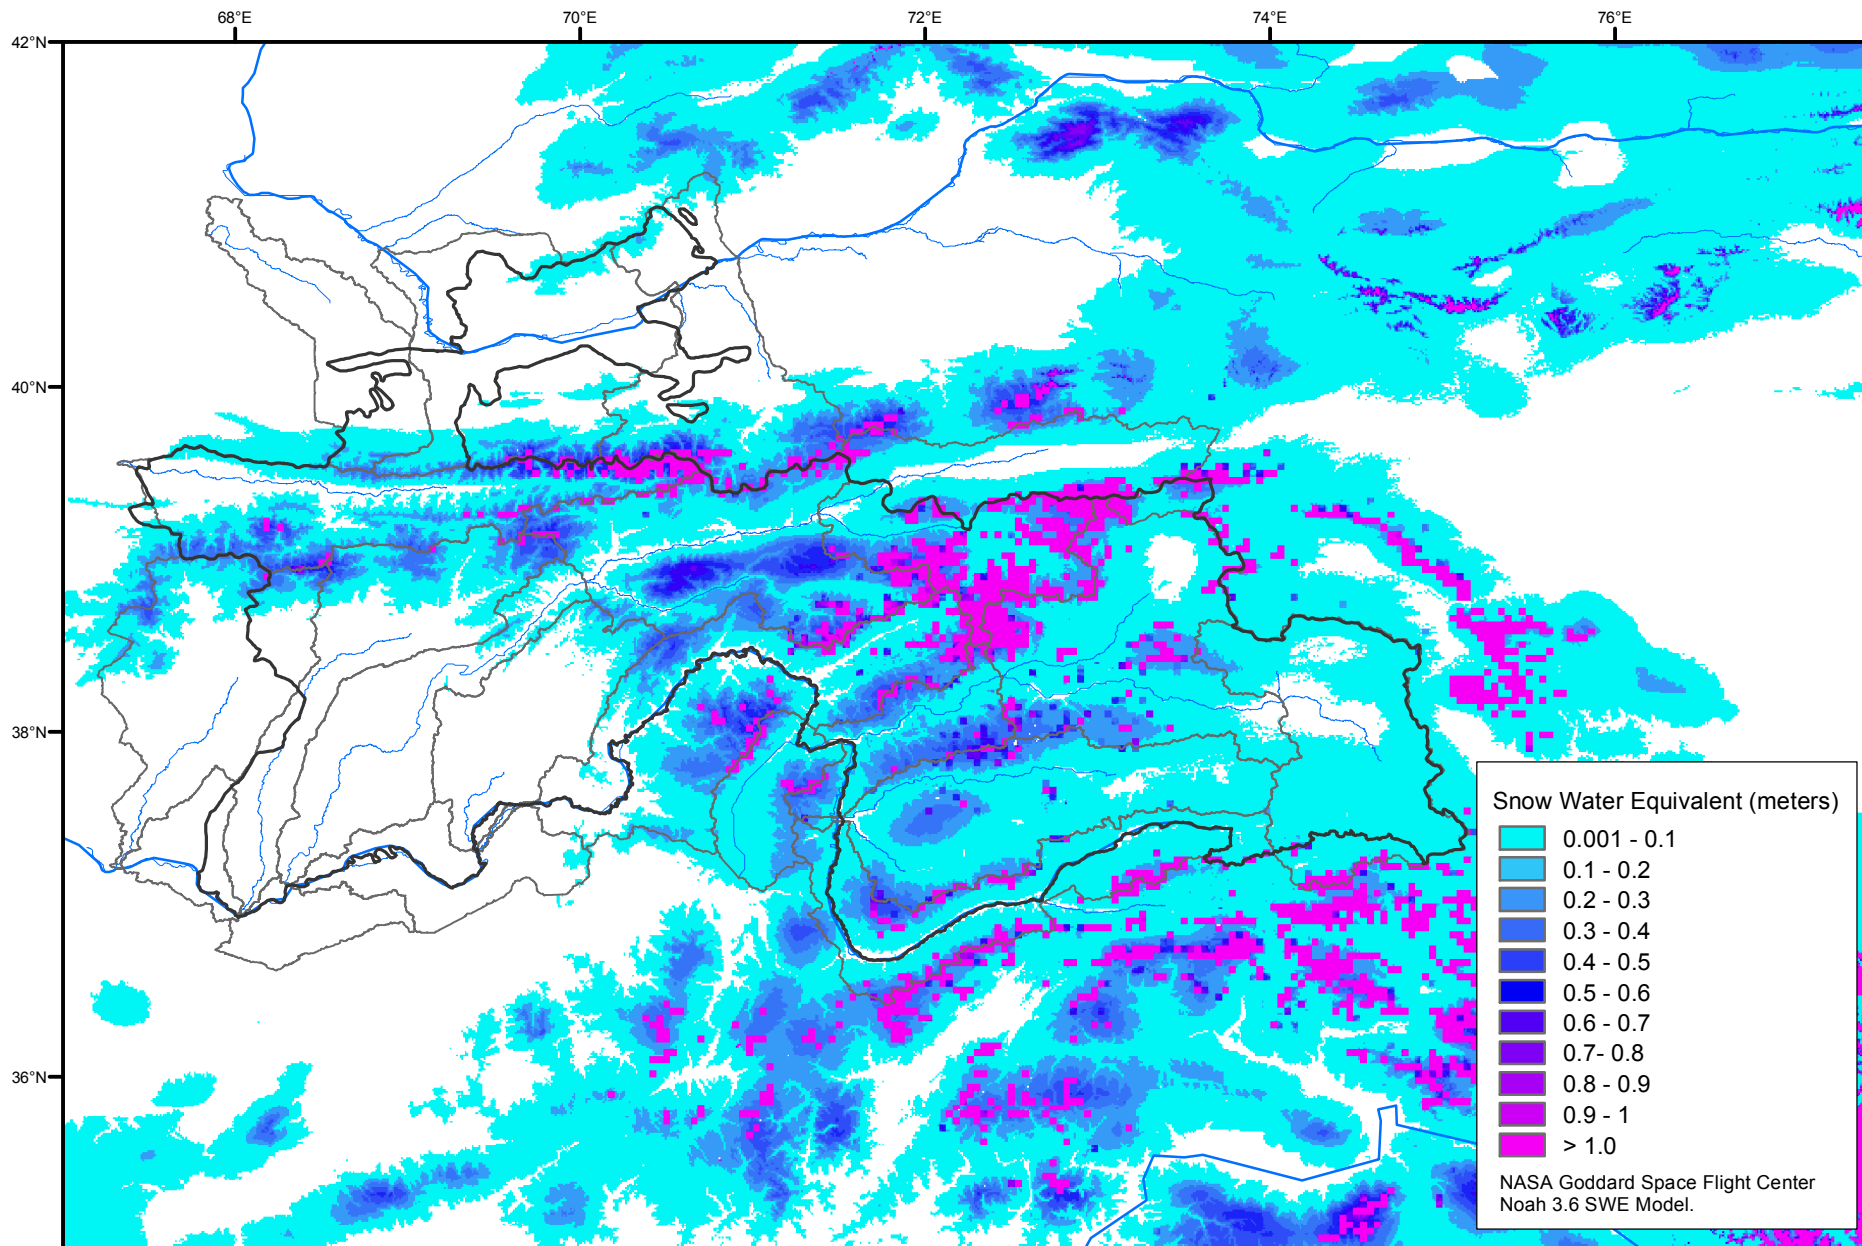 68°E
70°E
72°E
74°E
76°E
42°N
40°N
38°N
36°N
Snow Water Equivalent (meters)
0.001 - 0.1
0.1 - 0.2
0.2 - 0.3
0.3 - 0.4
0.4 - 0.5
0.5 - 0.6
0.6 - 0.7
0.7- 0.8
0.8 - 0.9
0.9 - 1
> 1.0
NASA Goddard Space Flight Center
Noah 3.6 SWE Model.